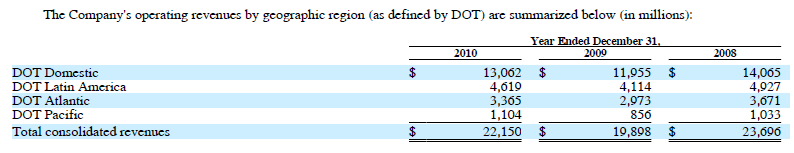 The Company's operating revenues by geographic region (as defined by DOT) are summarized below (in millions):
Year Ended December 31,
2010 2009 2008
DOT Domestic $ 13,062 $ 11,955 $ 14,065
DOT Latin America 4,619 4,114 4,927
DOT Atlantic 3,365 2,973 3,671
DOT Pacific 1,104 856 1,033
Total consolidated revenues $ 22,150 $ 19,898 $ 23,696